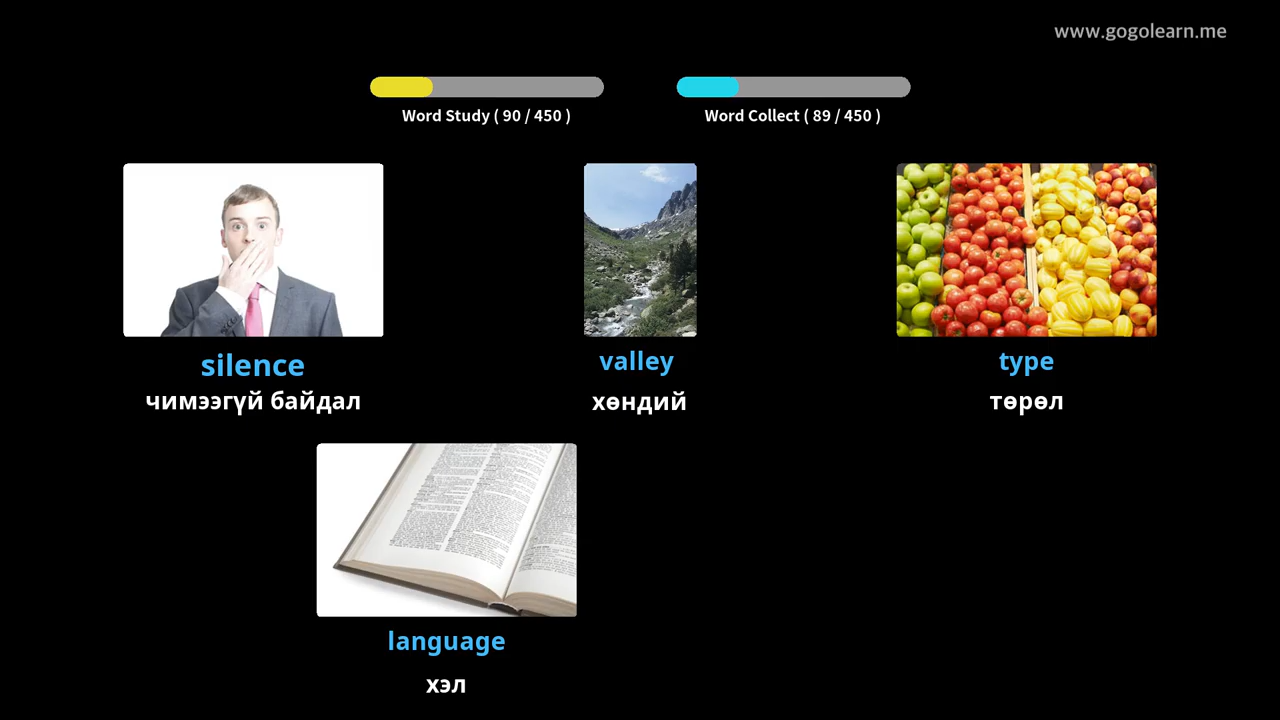 www.gogolearn.me
Word Study ( 90 / 450 )
Word Collect ( 89 / 450 )
silence
чимээгүй байдал
valley
хөндий
type
төрөл
language
хэл